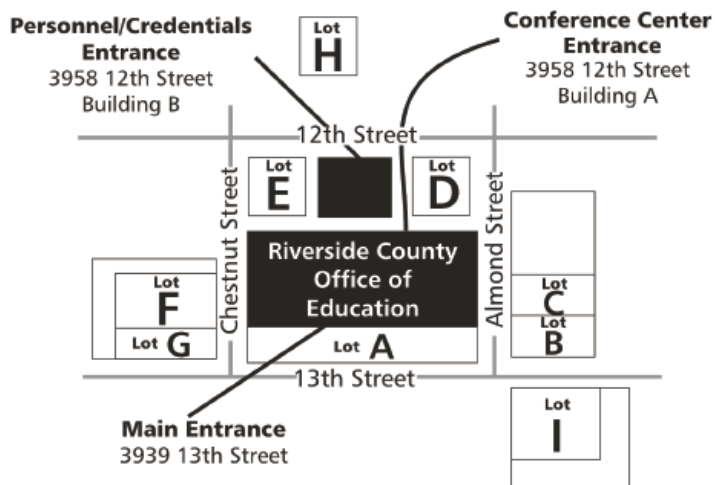 Personnel/Credentials
Entrance
3958 12th Street
Building B
Lot
H
Conference Center
Entrance
3958 12th Street
Building A
12th Street
Lot
E
Lot
D
Chestnut Street
Almond Street
Riverside County
Office of
Education
Lot
F
Lot G
Lot
C
Lot
B
Lot A
13th Street
Main Entrance
3939 13th Street
Lot
I